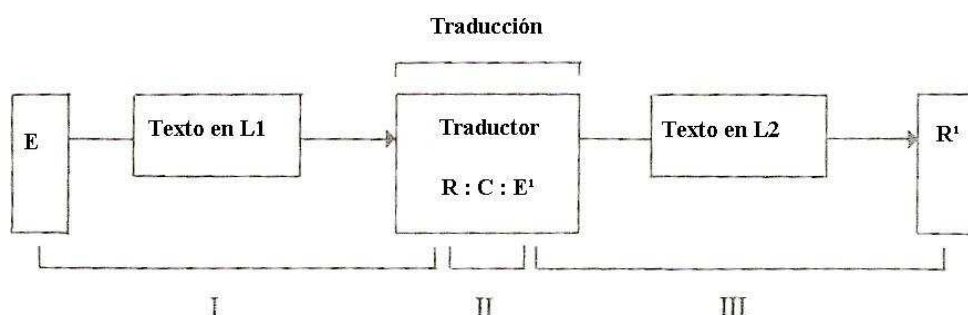 Traducción
E
Texto en L1
Traductor
R : C : E¹
Texto en L2
R¹
I
II
III